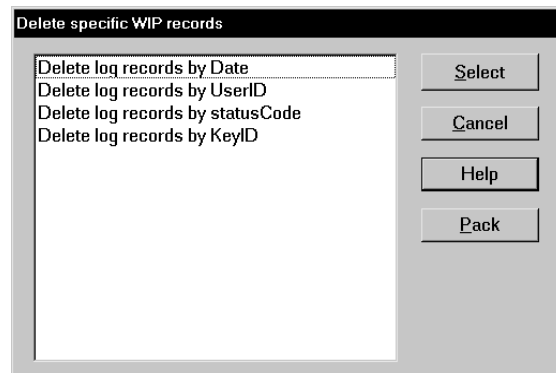 Delete specific WIP records
Delete log records by Date
Delete log records by UserID
Delete log records by statusCode
Delete log records by KeyID
Select
Cancel
Help
Pack